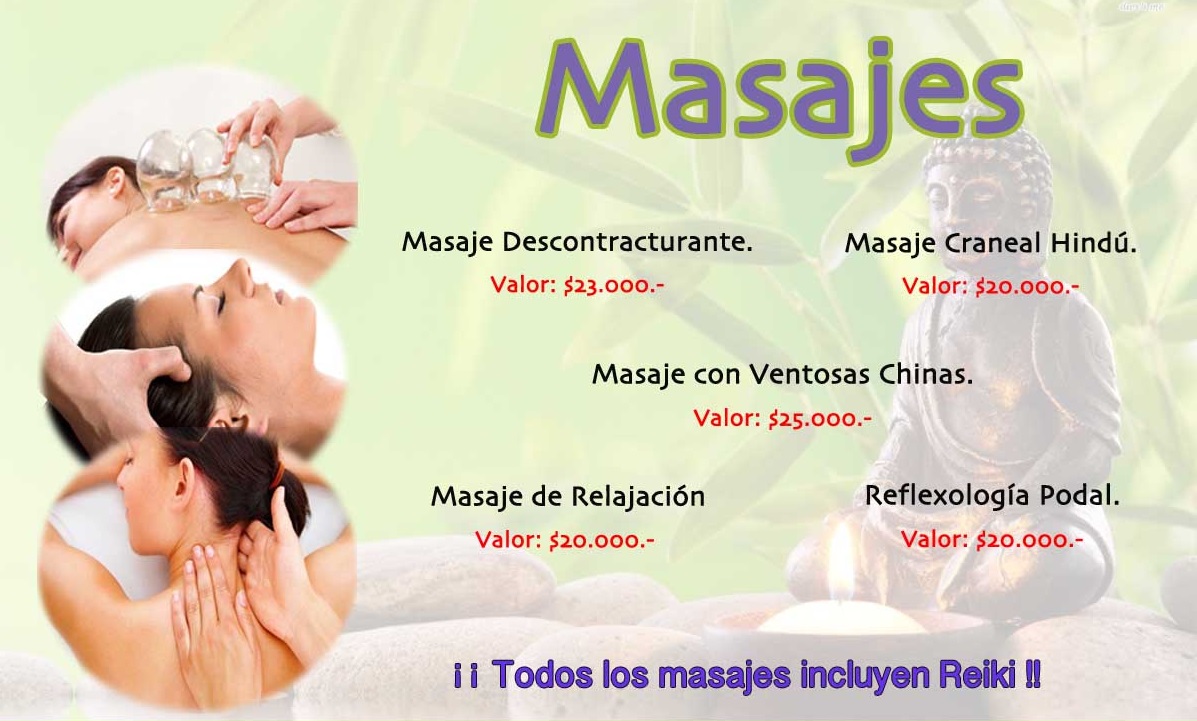 Masajes
Masaje Descontracturante.
Valor: $23.000.-
Masaje Craneal Hindú.
Valor: $20.000.-
Masaje con Ventosas Chinas.
Valor: $25.000.-
Masaje de Relajación
Valor: $20.000.-
Reflexología Podal.
Valor: $20.000.-
¡¡ Todos los masajes incluyen Reiki !!